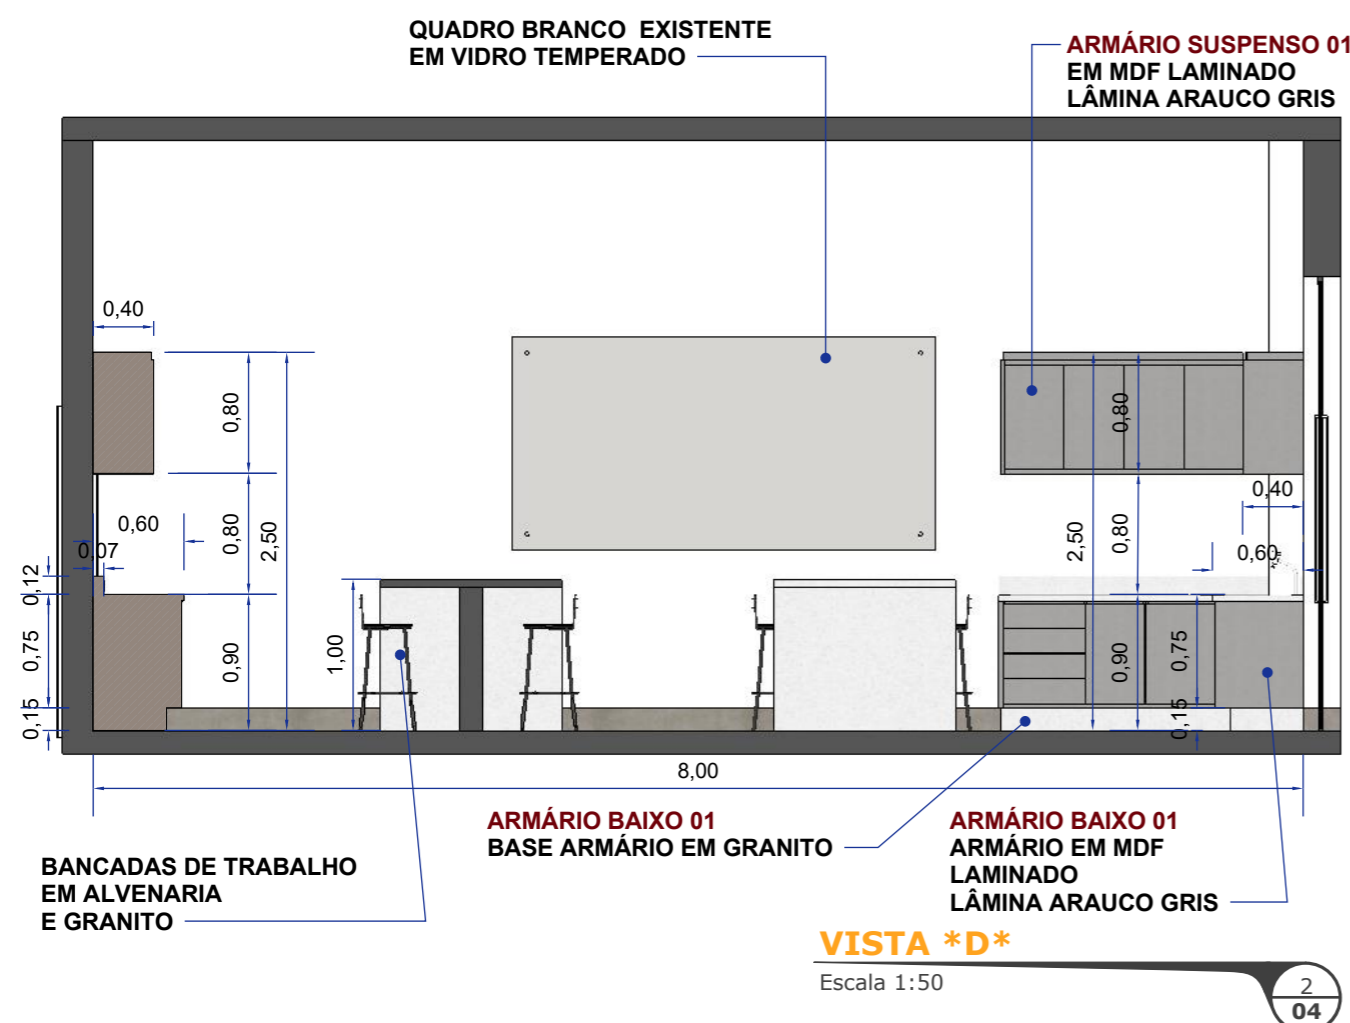 QUADRO BRANCO  EXISTENTE
EM VIDRO TEMPERADO
ARMÁRIO SUSPENSO 01
EM MDF LAMINADO
LÂMINA ARAUCO GRIS
0,40
0,80
0,80
0,60
0,80
2,50
0,07
0,12
0,75
0,15
0,90
1,00
0,40
2,50
0,80
0,60
0,90
0,75
0,15
8,00
ARMÁRIO BAIXO 01
BASE ARMÁRIO EM GRANITO
ARMÁRIO BAIXO 01
ARMÁRIO EM MDF
LAMINADO
LÂMINA ARAUCO GRIS
BANCADAS DE TRABALHO
EM ALVENARIA
E GRANITO
VISTA *D*
Escala 1:50
2
04